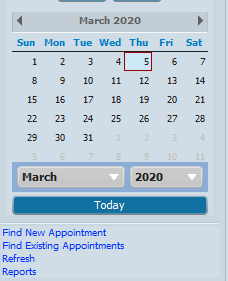 March 2020
Sun Mon Tue Wed Thu Fri Sat
1 2 3 4 5 6 7
8 9 10 11 12 13 14
15 16 17 18 19 20 21
22 23 24 25 26 27 28
29 30 31 1 2 3 4
5 6 7 8 9 10 11
March 2020
Today
Find New Appointment
Find Existing Appointments
Refresh
Reports